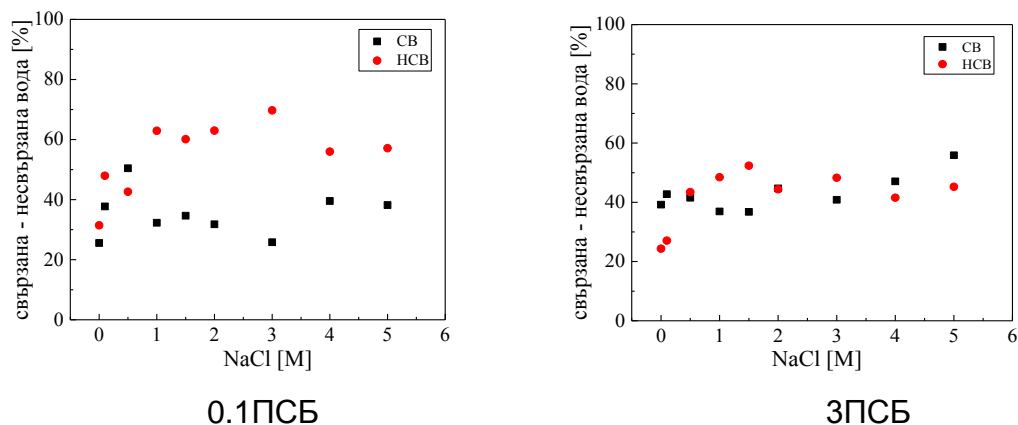 свързана - несвързана вода [%]
100
80
60
40
20
0
СВ
НСВ
0 1 2 3 4 5 6
NaCl [M]
0.1ПСБ
свързана - несвързана вода [%]
100
80
60
40
20
0
СВ
НСВ
0 1 2 3 4 5 6
NaCl [M]
3ПСБ